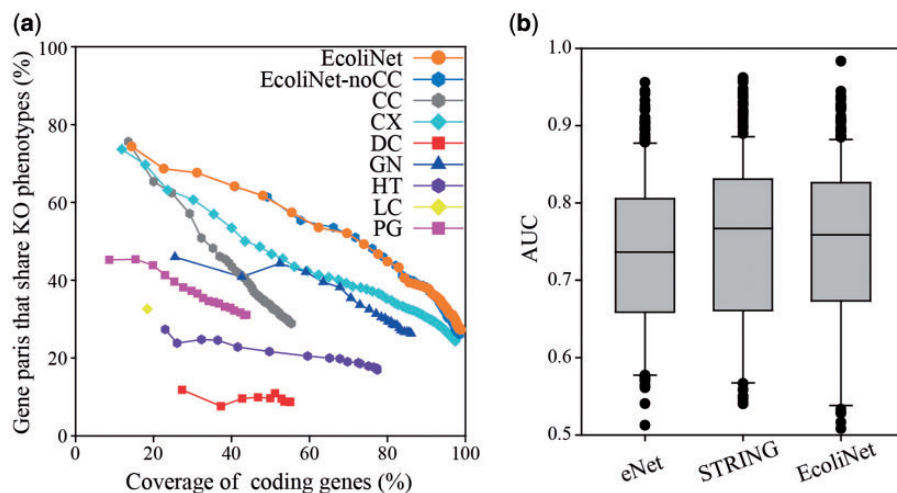 (a)
Gene paris that share KO phenotypes (%)
100
80
60
40
20
0
EcoliNet
EcoliNet-noCC
CC
CX
DC
GN
HT
LC
PG
0 20 40 60 80 100
Coverage of coding genes (%)
(b)
AUC
1.0
0.9
0.8
0.7
0.6
0.5
eNet STRING EcoliNet